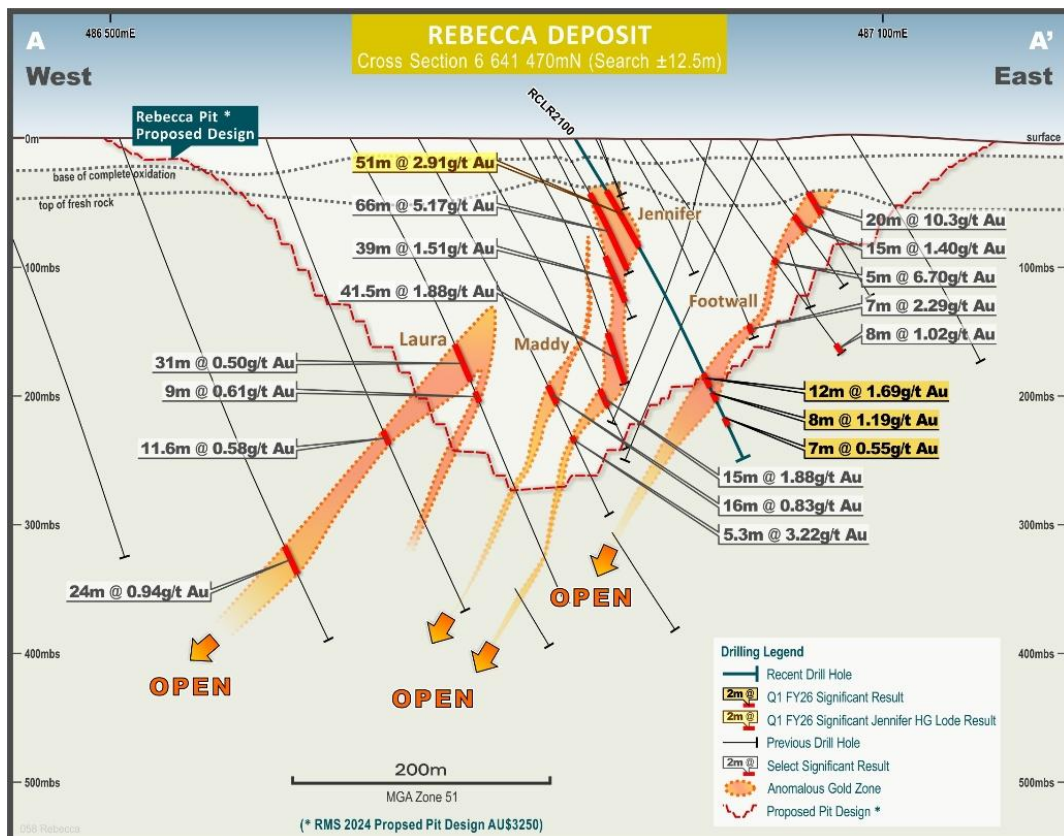 A
486 500mE
REBECCA DEPOSIT
Cross Section 6 641 470mN (Search ±12.5m)
487 100mE
A'
West
East
Rebecca Pit *
Proposed Design
RCLR2100
0m
surface
base of complete oxidation
top of fresh rock
51m @ 2.91g/t Au
66m @ 5.17g/t Au
39m @ 1.51g/t Au
41.5m @ 1.88g/t Au
Jennifer
20m @ 10.3g/t Au
15m @ 1.40g/t Au
5m @ 6.70g/t Au
7m @ 2.29g/t Au
8m @ 1.02g/t Au
100mbs
100mbs
Footwall
Laura
Maddy
31m @ 0.50g/t Au
9m @ 0.61g/t Au
11.6m @ 0.58g/t Au
12m @ 1.69g/t Au
8m @ 1.19g/t Au
7m @ 0.55g/t Au
200mbs
200mbs
15m @ 1.88g/t Au
16m @ 0.83g/t Au
5.3m @ 3.22g/t Au
300mbs
300mbs
24m @ 0.94g/t Au
OPEN
OPEN
OPEN
400mbs
400mbs
Drilling Legend
Recent Drill Hole
2m @
Q1 FY26 Significant Result
2m @
Q1 FY26 Significant Jennifer HG Lode Result
Previous Drill Hole
2m @
Select Significant Result
Anomalous Gold Zone
Proposed Pit Design *
500mbs
500mbs
200m
MGA Zone 51
(* RMS 2024 Propsed Pit Design AU$3250)
058 Rebecca